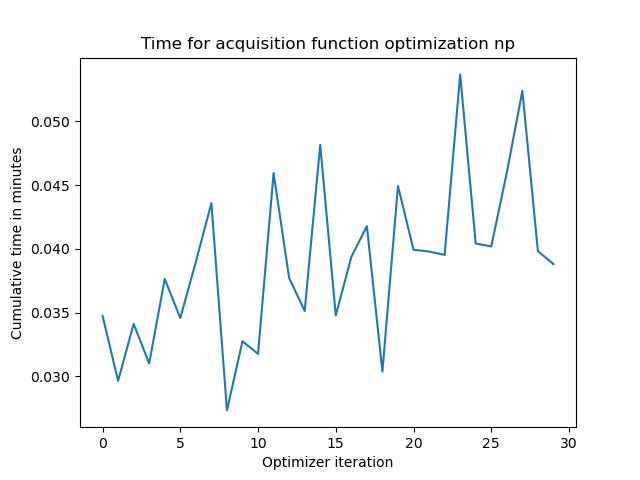 Time for acquisition function optimization np
Cumulative time in minutes
0.050
0.045
0.040
0.035
0.030
0 5 10 15 20 25 30
Optimizer iteration